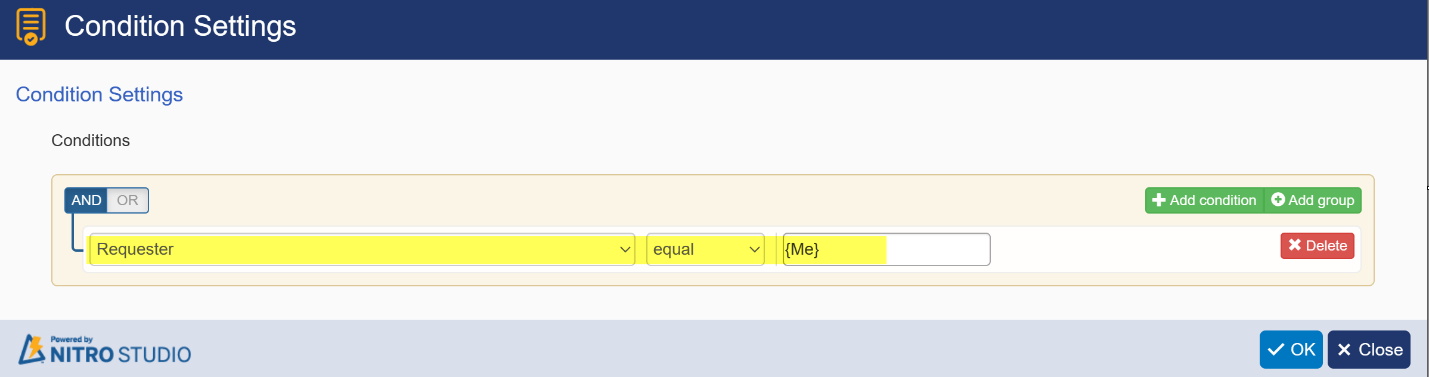 Condition Settings
Condition Settings
Conditions
AND OR
Add condition Add group
Requester equal {Me} Delete
Powered by
NITRO STUDIO
OK Close